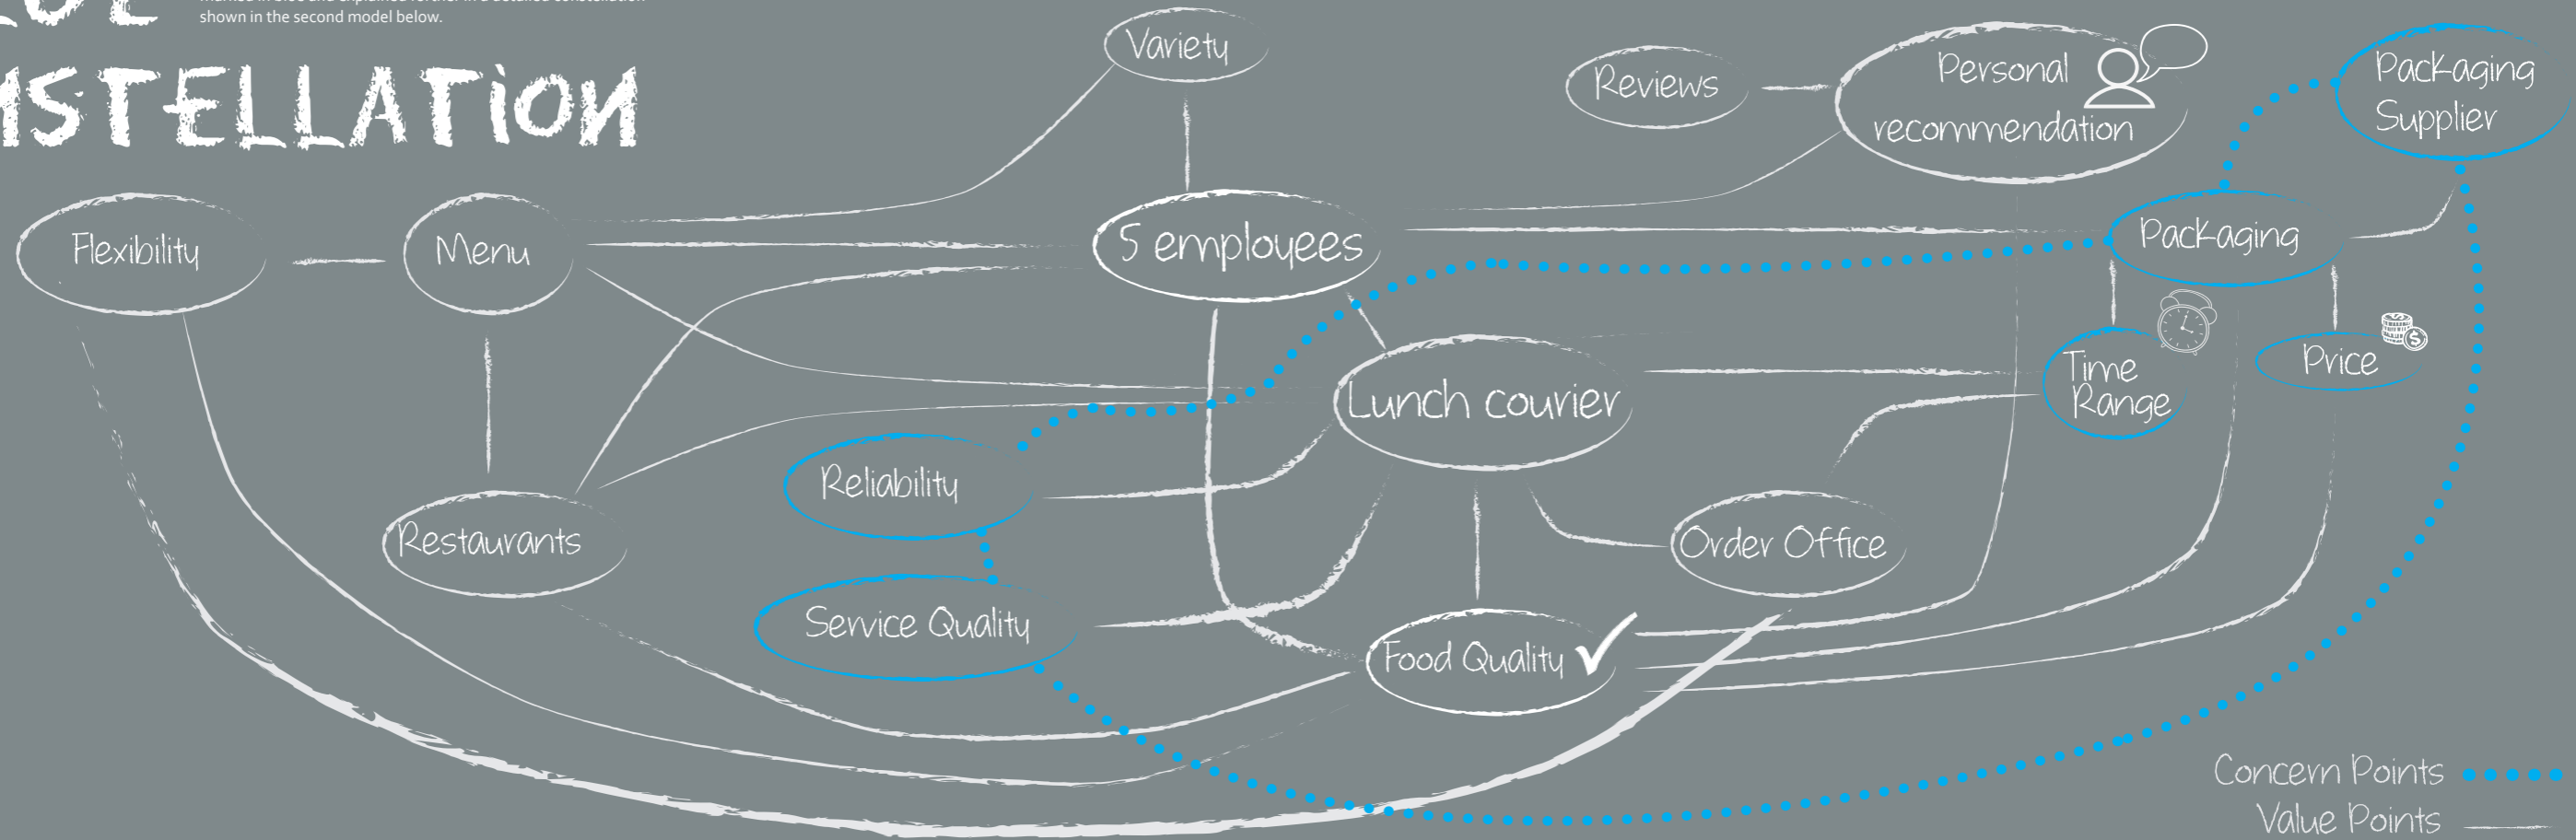 shown in the second model below.
NSTELLATiON
Variety
Reviews
Personal
recommendation
Packaging
Supplier
Flexibility
Menu
5 employees
Packaging
Lunch courier
Time
Range
Price
Reliability
Restaurants
Order Office
Service Quality
Food Quality
Concern Points
Value Points